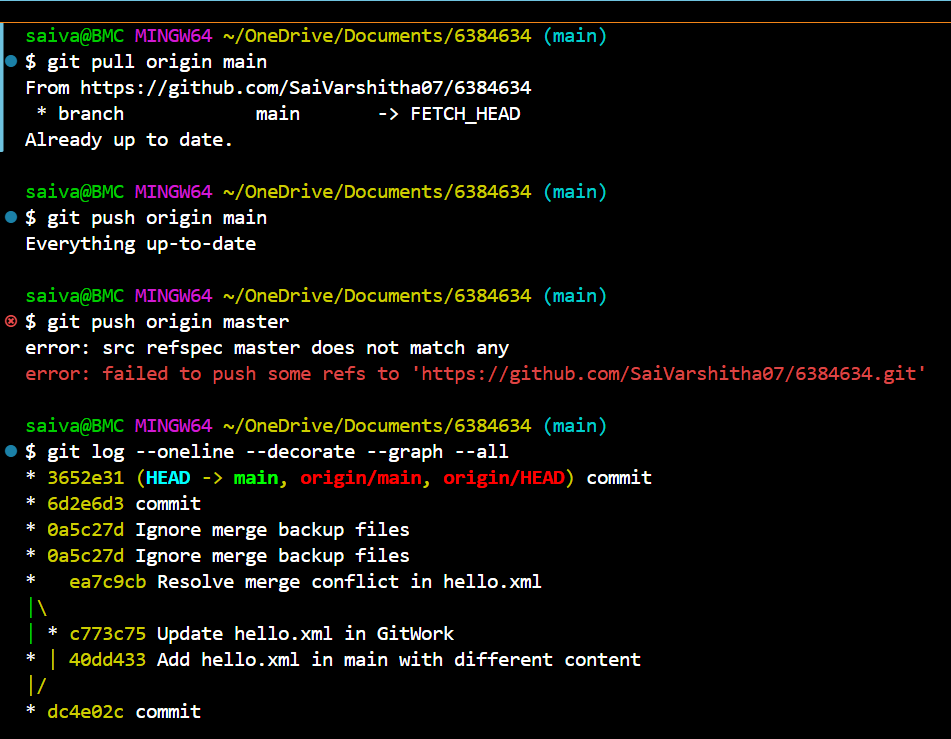 saiva@BMC MINGW64 ~/OneDrive/Documents/6384634 (main)
$ git pull origin main
From https://github.com/SaiVarshitha07/6384634
 * branch            main       -> FETCH_HEAD
Already up to date.

saiva@BMC MINGW64 ~/OneDrive/Documents/6384634 (main)
$ git push origin main
Everything up-to-date

saiva@BMC MINGW64 ~/OneDrive/Documents/6384634 (main)
$ git push origin master
error: src refspec master does not match any
error: failed to push some refs to 'https://github.com/SaiVarshitha07/6384634.git'

saiva@BMC MINGW64 ~/OneDrive/Documents/6384634 (main)
$ git log --oneline --decorate --graph --all
* 3652e31 (HEAD -> main, origin/main, origin/HEAD) commit
* 6d2e6d3 commit
* 0a5c27d Ignore merge backup files
* 0a5c27d Ignore merge backup files
*   ea7c9cb Resolve merge conflict in hello.xml
|\
| * c773c75 Update hello.xml in GitWork
* | 40dd433 Add hello.xml in main with different content
|/
* dc4e02c commit